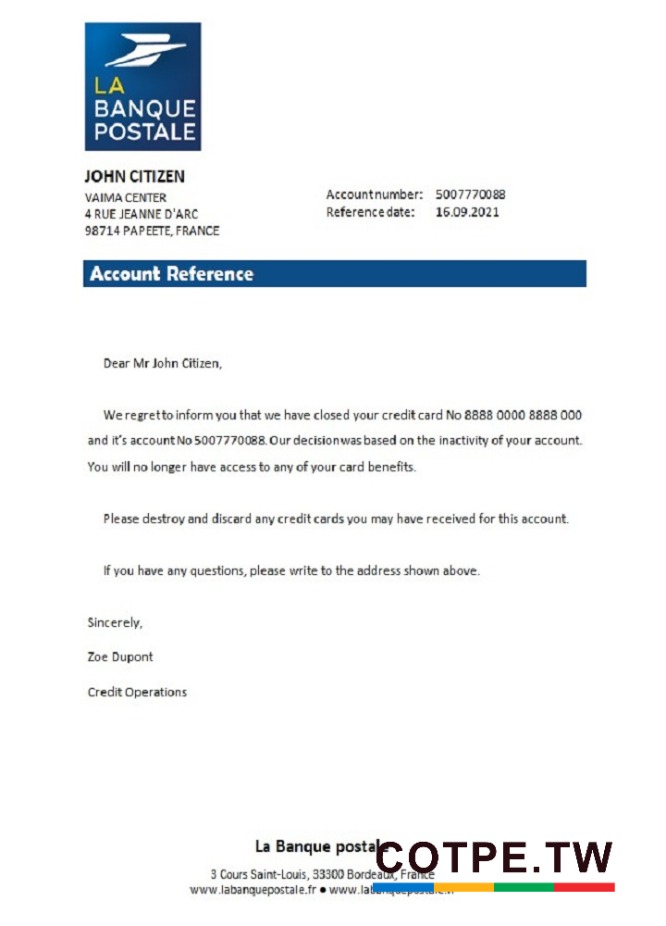 LA
BANQUE
POSTALE
JOHN CITIZEN
VAIMA CENTER
4 RUE JEANNE D'ARC
98714 PAPEETE, FRANCE
Account number: 5007770088
Reference date: 16.09.2021
Account Reference
Dear Mr John Citizen,
We regret to inform you that we have closed your credit card No 8888 0000 8888 000
and it's account No 5007770088. Our decision was based on the inactivity of your account.
You will no longer have access to any of your card benefits.
Please destroy and discard any credit cards you may have received for this account.
If you have any questions, please write to the address shown above.
Sincerely,
Zoe Dupont
Credit Operations
La Banque postale
COTPE.TW
3 Cours Saint-Louis, 33300 Bordeaux, France
www.labanquepostale.fr ● www.labanquepostale.fr